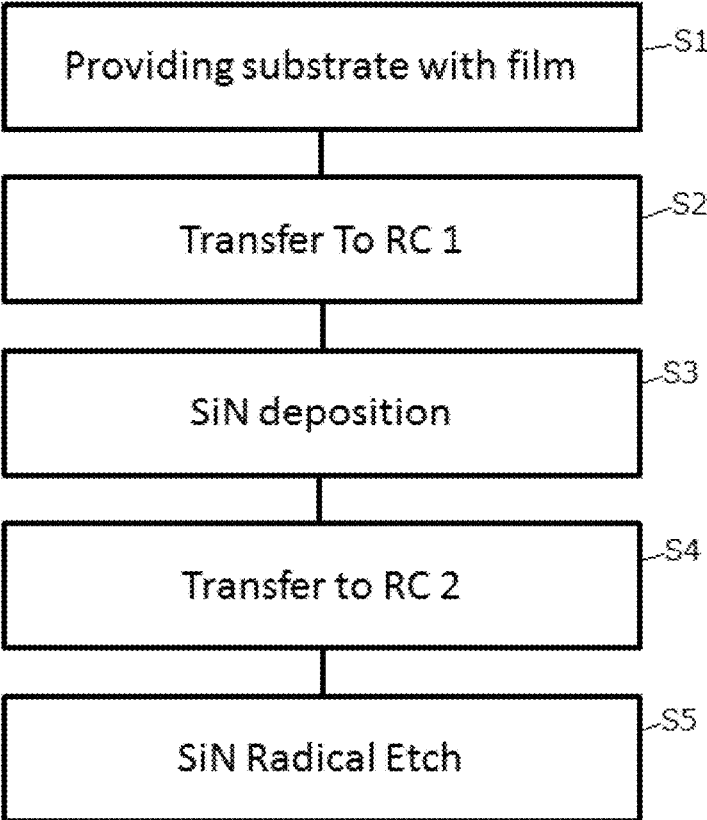 Providing substrate with film
S1
Transfer To RC 1
S2
SiN deposition
S3
Transfer to RC 2
S4
SiN Radical Etch
S5